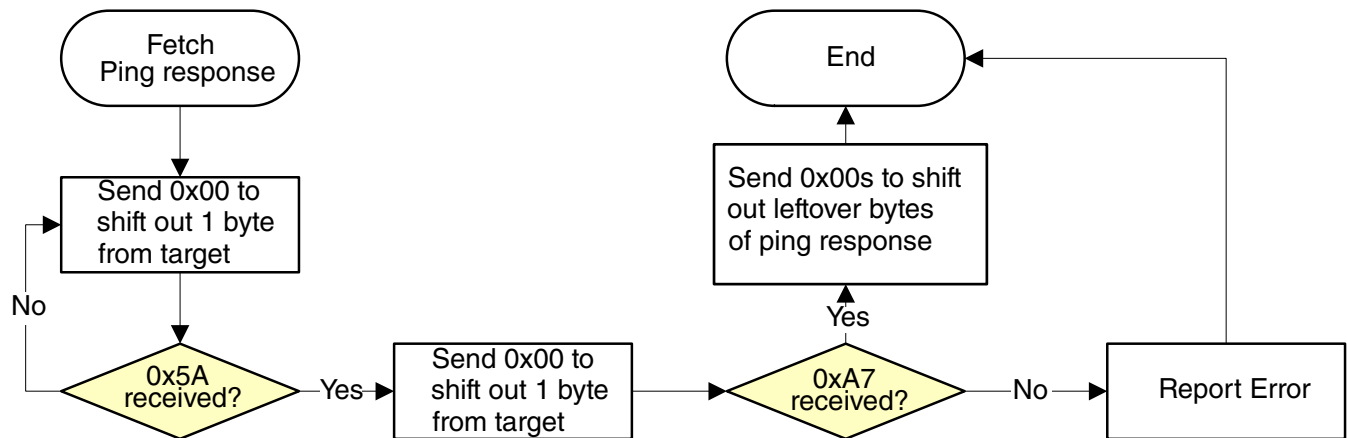 Fetch
Ping response
Send 0x00 to
shift out 1 byte
from target
No
0x5A
received?
Yes
Send 0x00 to
shift out 1 byte
from target
0xA7
received?
No
Report Error
Yes
Send 0x00s to shift
out leftover bytes
of ping response
End